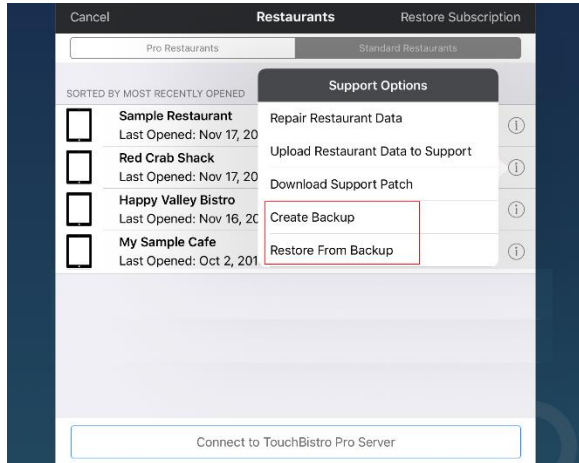 Cancel Restaurants Restore Subscription
Pro Restaurants Standard Restaurants
SORTED BY MOST RECENTLY OPENED
Sample Restaurant
Last Opened: Nov 17, 20
Red Crab Shack
Last Opened: Nov 17, 20
Happy Valley Bistro
Last Opened: Nov 16, 20
My Sample Cafe
Last Opened: Oct 2, 201
Support Options
Repair Restaurant Data
Upload Restaurant Data to Support
Download Support Patch
Create Backup
Restore From Backup
Connect to TouchBistro Pro Server